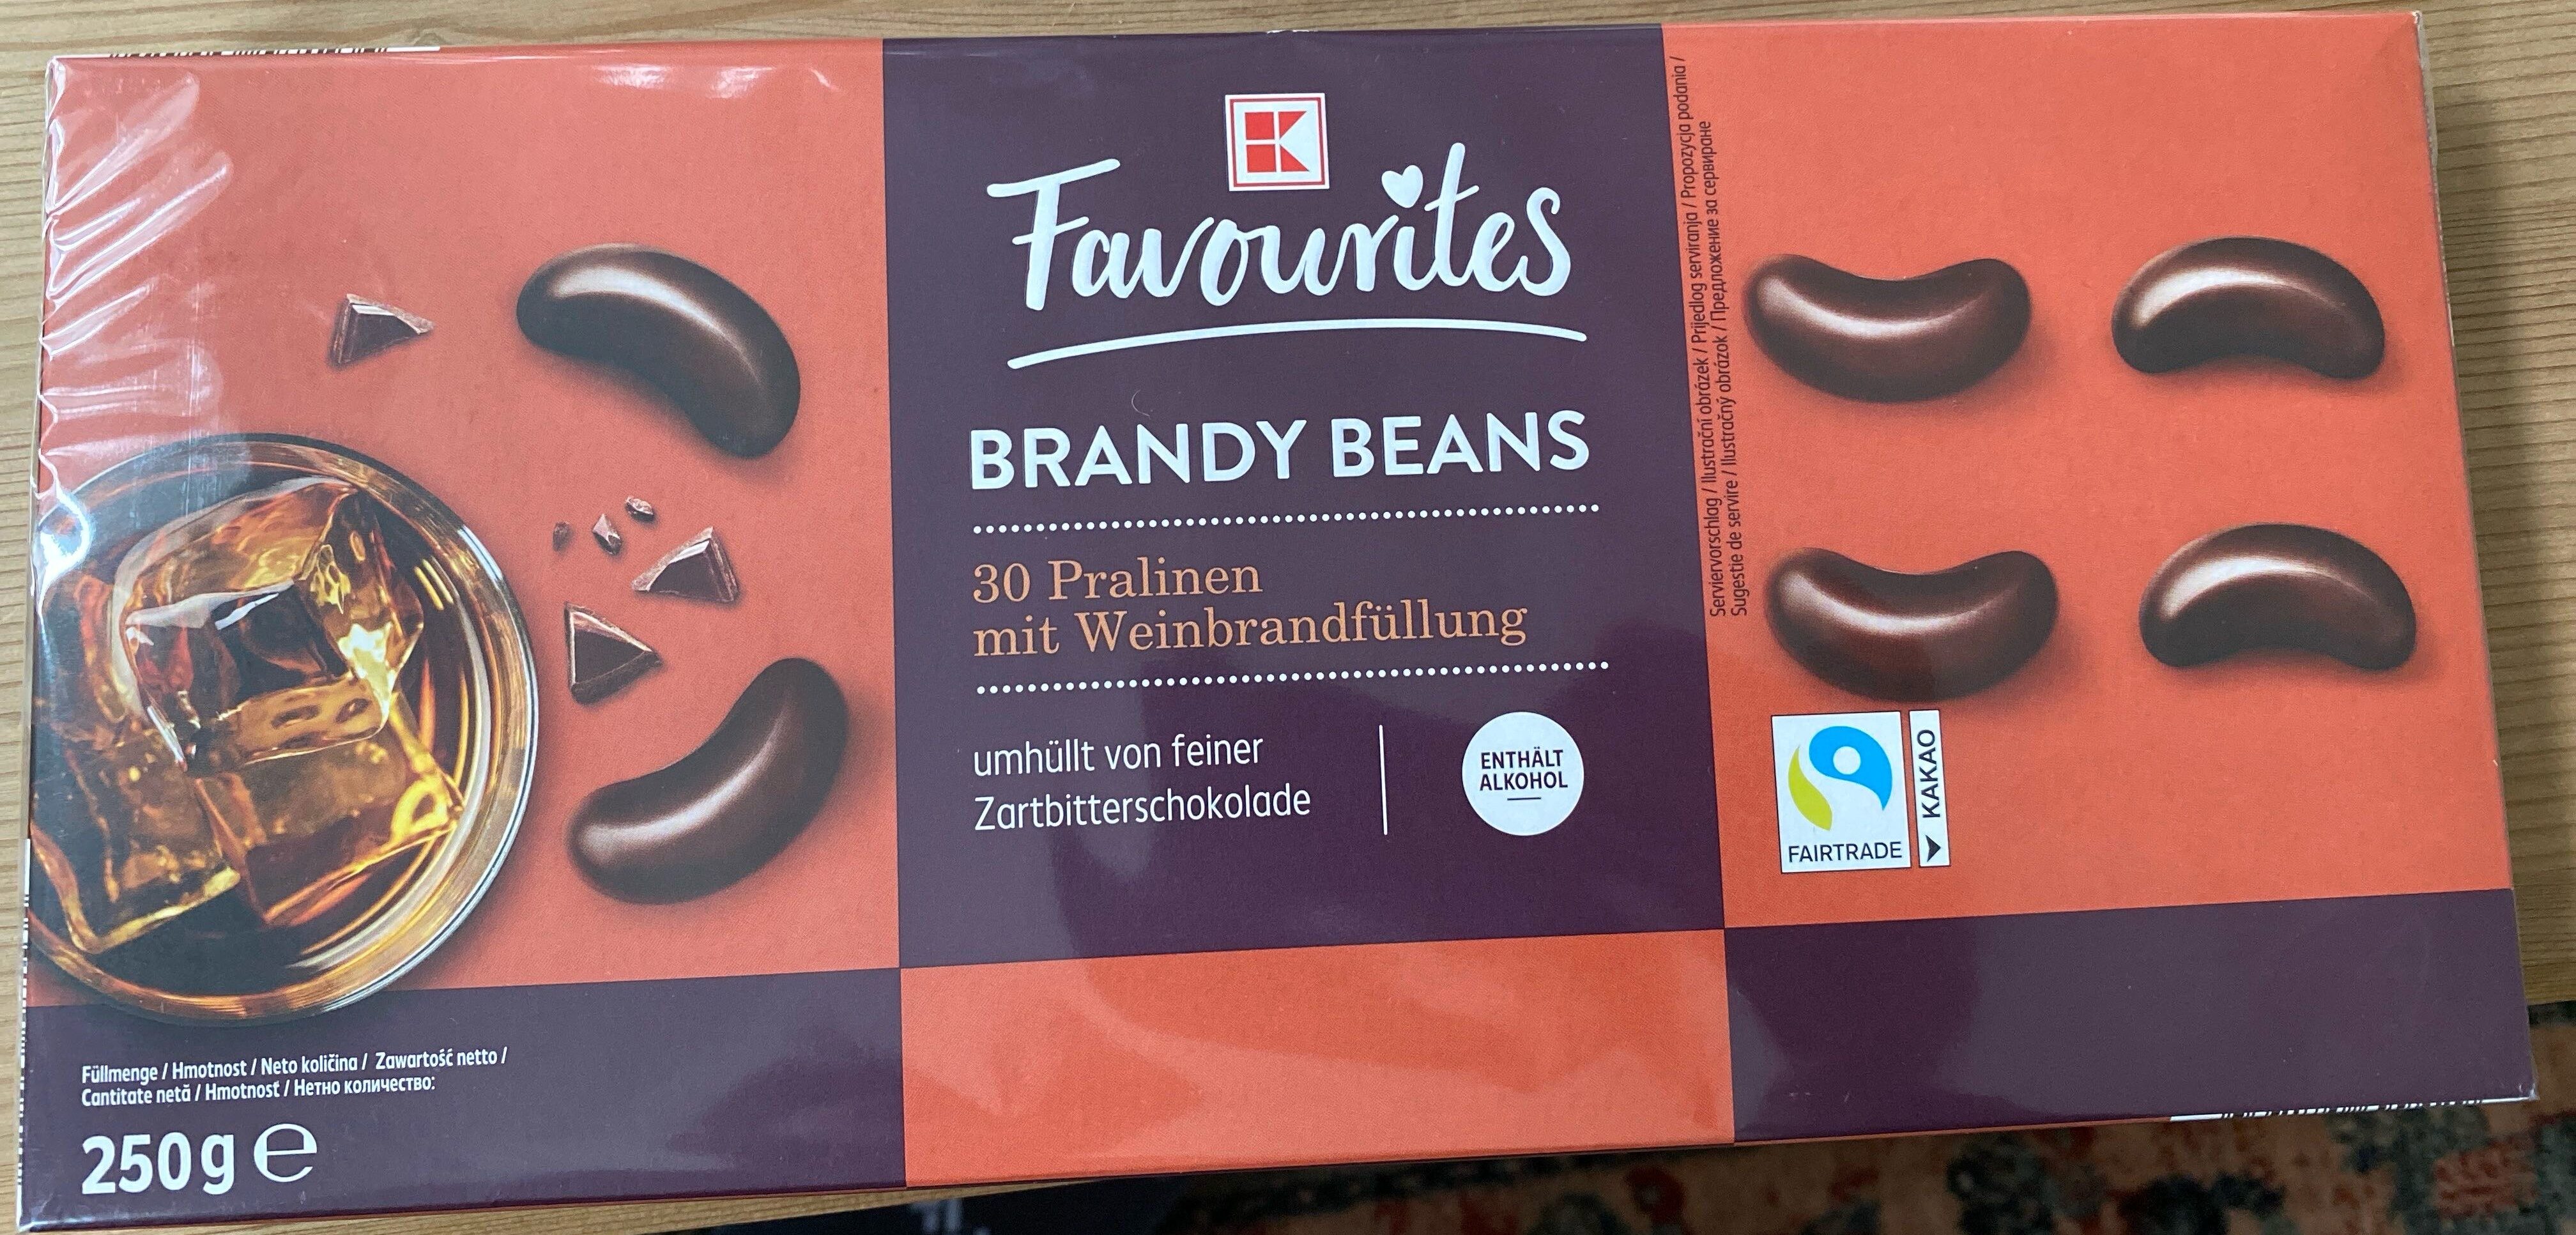 K
Favourites
BRANDY BEANS
30 Pralinen
mit Weinbrandfüllung
umhüllt von feiner
Zartbitterschokolade
ENTHÄLT
ALKOHOL
Serviervorschlag / Ilustrační obrázek / Prijedlog serviranja / Propozycja podania /
Sugestie de servire / Ilustračný obrázok / Предложение за сервиране
FAIRTRADE
KAKAO
Füllmenge / Hmotnost / Neto količina / Zawartość netto /
Cantitate netă / Hmotnosť / Нетно количество:
250 g e